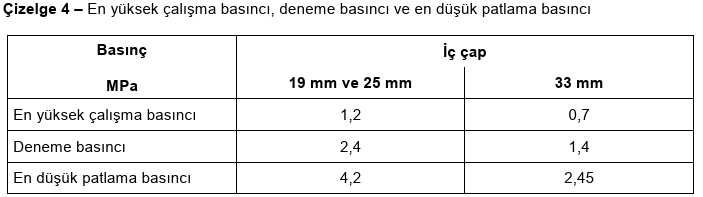 Çizelge 4 – En yüksek çalışma basıncı, deneme basıncı ve en düşük patlama basıncı
Basınç İç çap
MPa 19 mm ve 25 mm 33 mm
En yüksek çalışma basıncı 1,2 0,7
Deneme basıncı 2,4 1,4
En düşük patlama basıncı 4,2 2,45